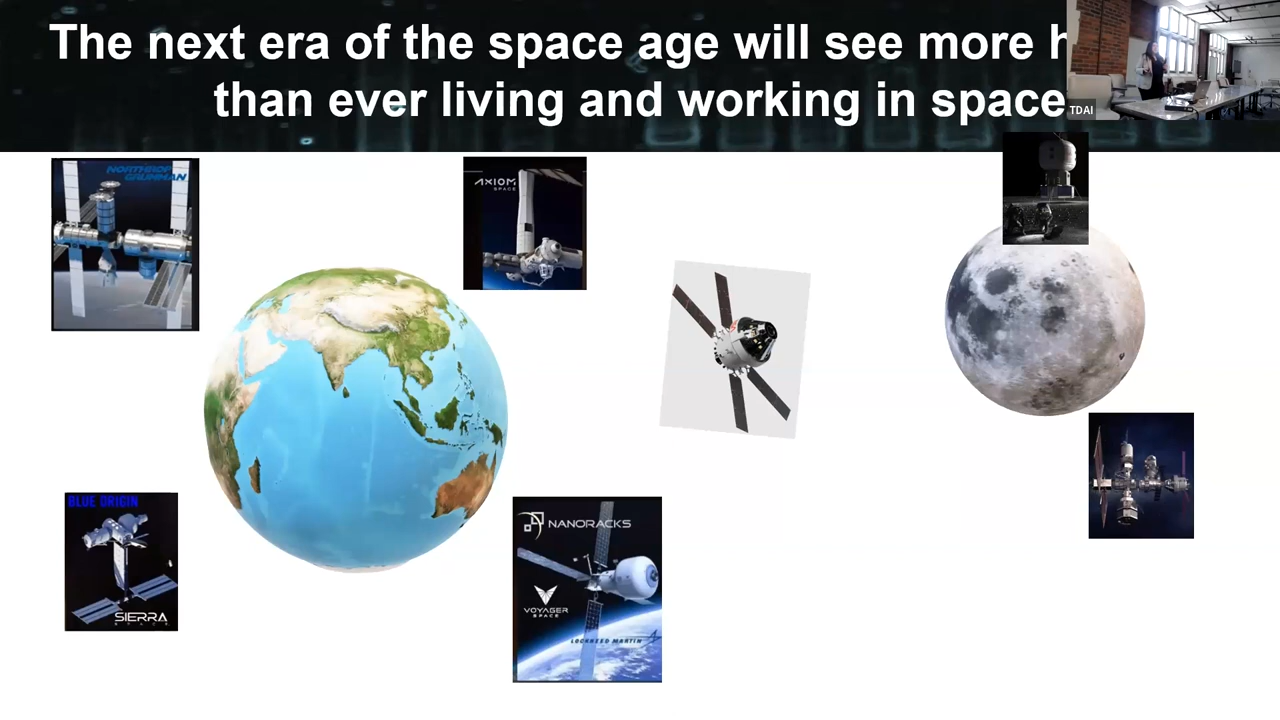 The next era of the space age will see more h
than ever living and working in space
TDAI
NORTHROP
GRUMMAN
AXIOM
SPACE
BLUE ORIGIN
SIERRA
SPACE
NANORACKS
VOYAGER
SPACE
LOCKHEED MARTIN